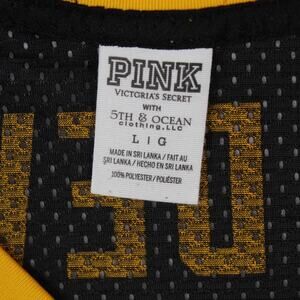 PINK
VICTORIA'S SECRET
WITH
5TH & OCEAN
clothing, LLC
L | G
MADE IN SRI LANKA / FAIT AU
SRI LANKA / HECHO EN SRI LANKA
100% POLYESTER / POLIÉSTER